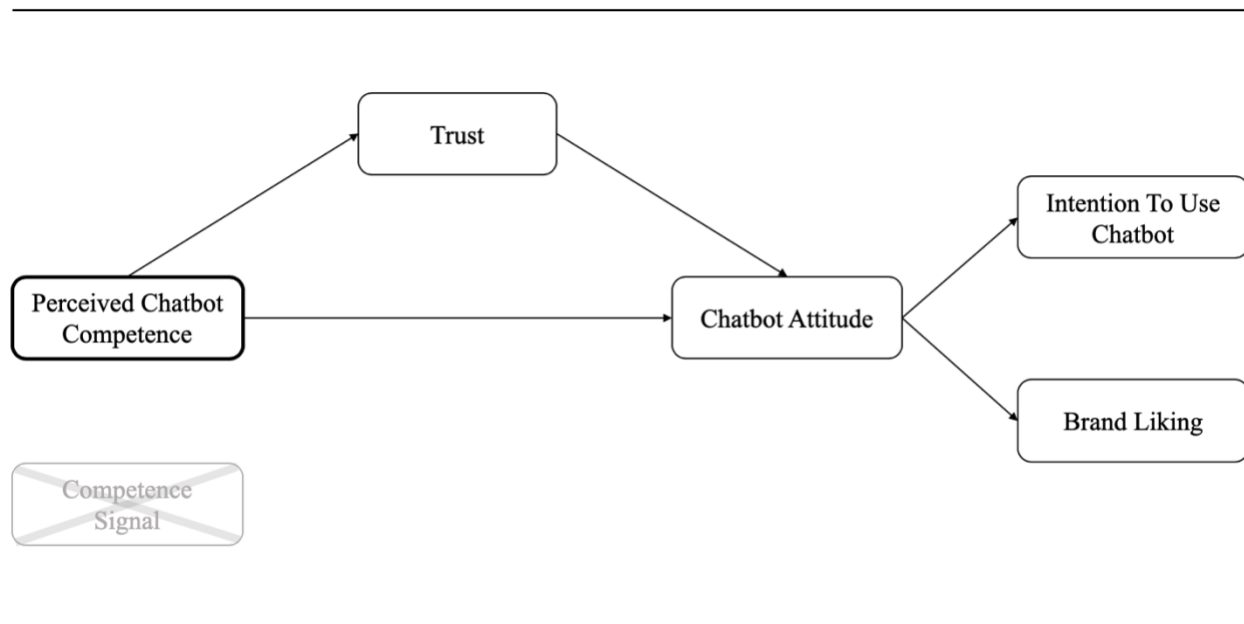 Trust
Intention To Use
Chatbot
Perceived Chatbot
Competence
Chatbot Attitude
Brand Liking
Competence
Signal